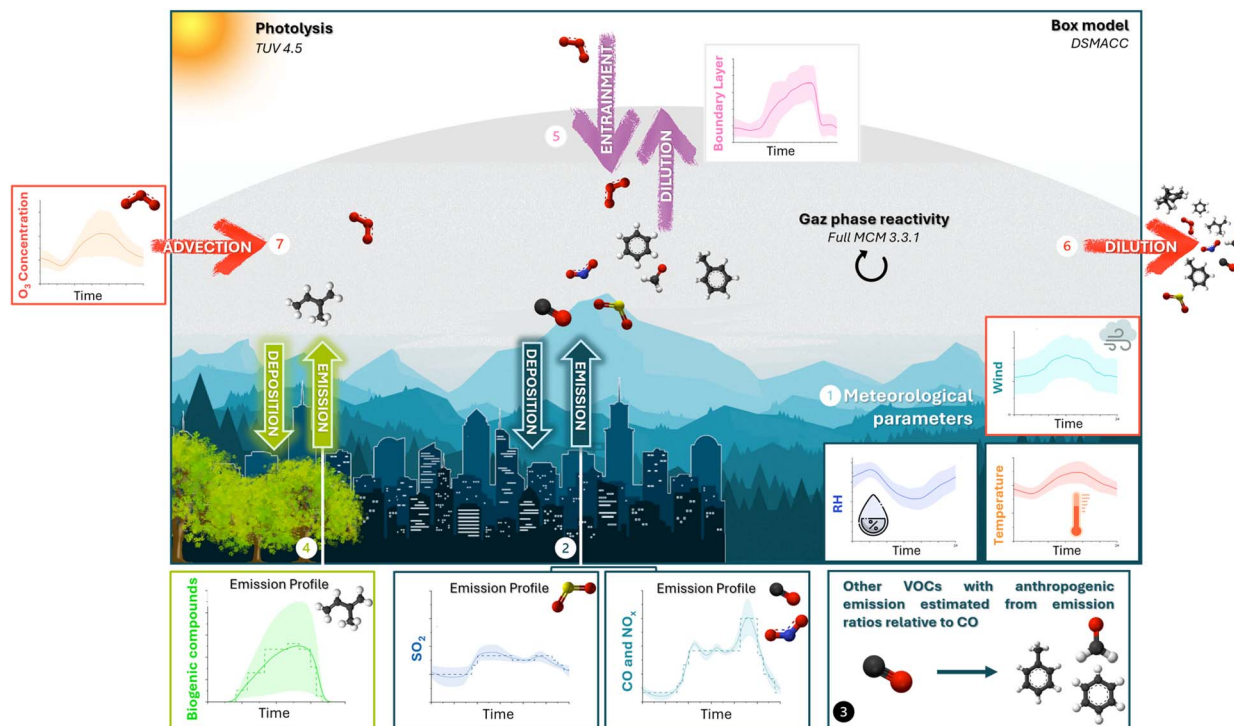 Photolysis
TUV 4.5
Box model
DSMACC
ENTRAINMENT
5
DILUTION
Boundary Layer
Time
O₃ Concentration
Time
ADVECTION
7
Gaz phase reactivity
Full MCM 3.3.1
6
DILUTION
DEPOSITION
EMISSION
DEPOSITION
EMISSION
1 Meteorological
parameters
Wind
24
RH
%
Time
24
Temperature
Time
24
4
2
Emission Profile
Biogenic compounds
Time
Emission Profile
SO₂
Time
Emission Profile
CO and NOₓ
Time
Other VOCs with anthropogenic
emission estimated from emission
ratios relative to CO
3